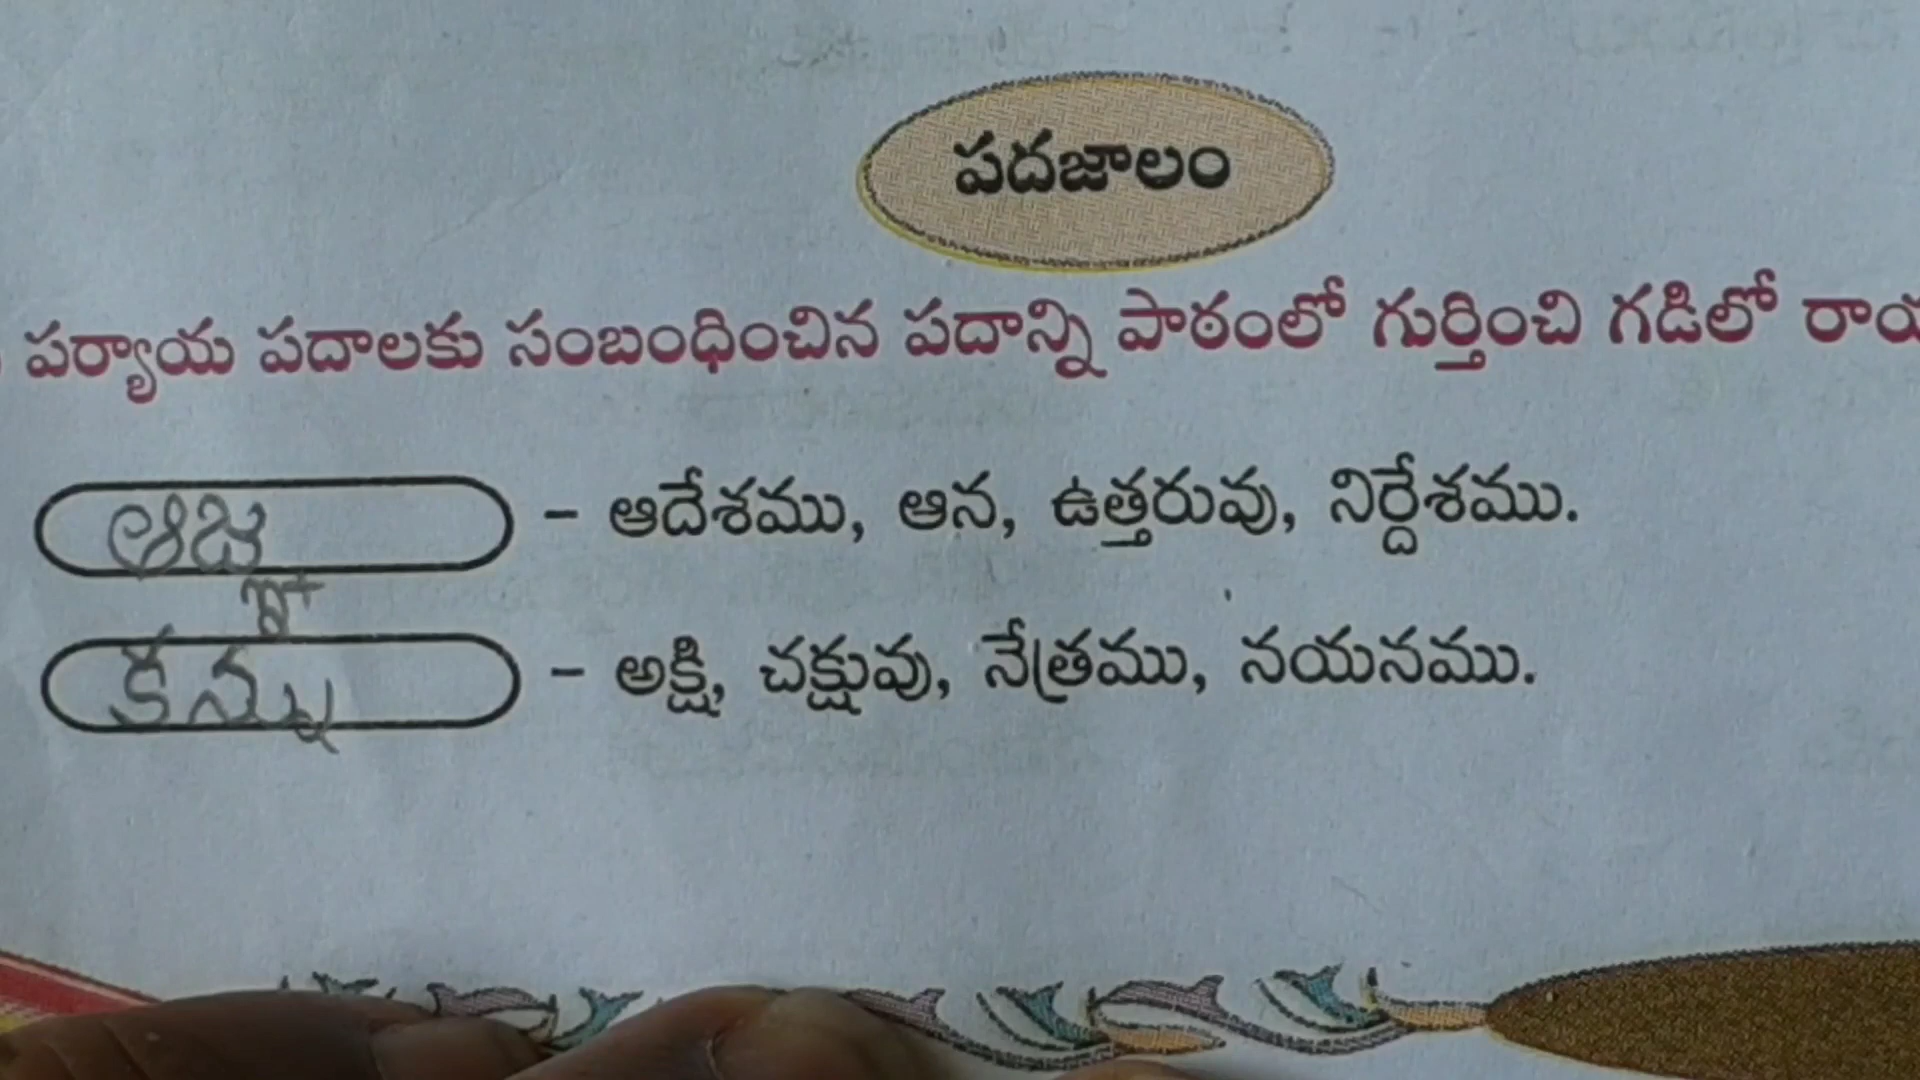 పదజాలం
పర్యాయ పదాలకు సంబంధించిన పదాన్ని పాఠంలో గుర్తించి గడిలో
ఆజ్ఞ - ఆదేశము, ఆన, ఉత్తరువు, నిర్దేశము.
కన్ను - అక్షి, చక్షువు, నేత్రము, నయనము.